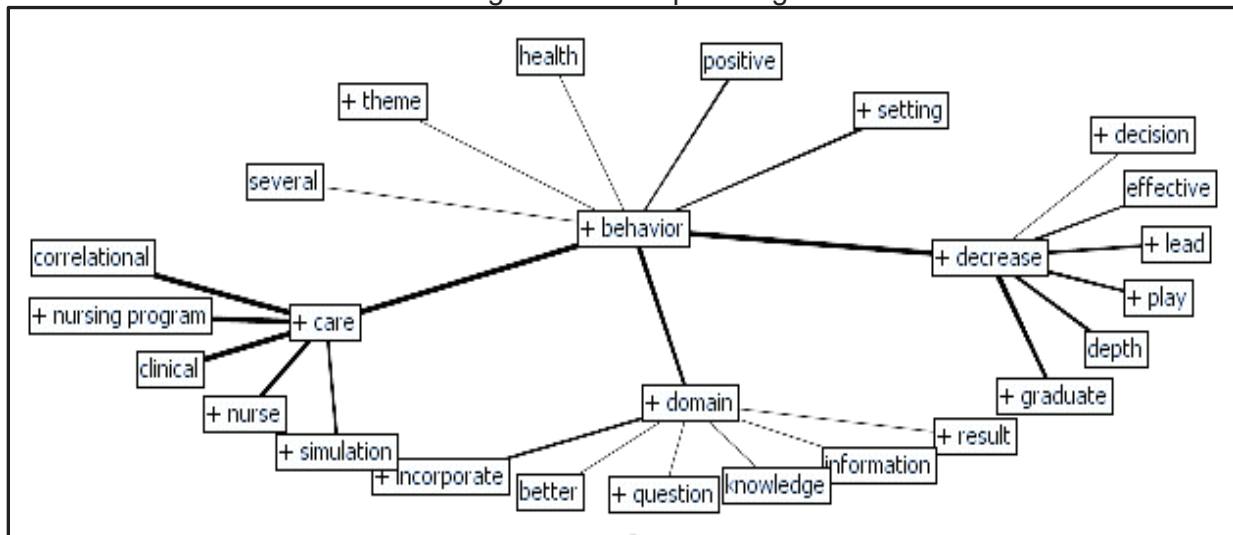 health
positive
+ theme
+ setting
+ decision
several
effective
+ behavior
+ lead
correlational
+ decrease
+ play
+ nursing program
+ care
depth
clinical
+ graduate
+ domain
+ nurse
+ result
+ simulation
information
+ incorporate
better
+ question
knowledge